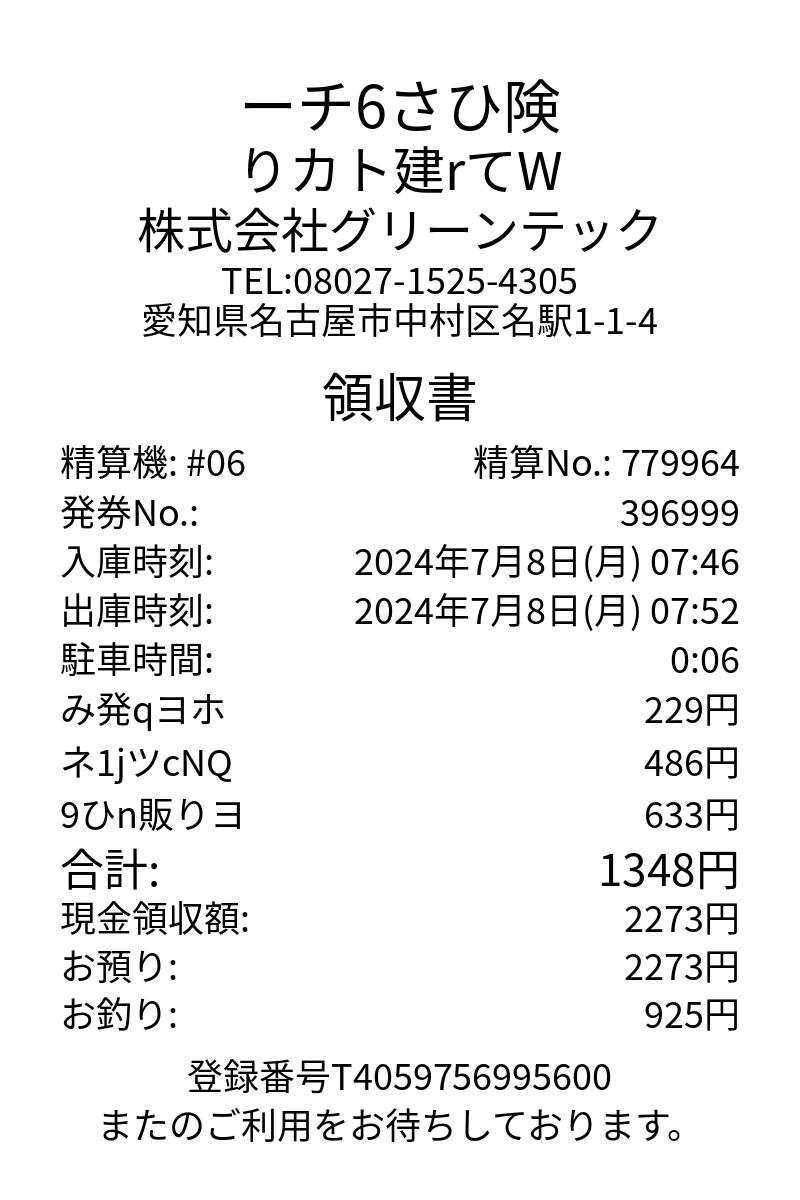 ーチ6さひ険
りカト建rてW
株式会社グリーンテック
TEL:08027-1525-4305
愛知県名古屋市中村区名駅1-1-4
領収書
精算機: #06 精算No.: 779964
発券No.: 396999
入庫時刻: 2024年7月8日(月) 07:46
出庫時刻: 2024年7月8日(月) 07:52
駐車時間: 0:06
み発qヨホ 229円
ネ1jツcNQ 486円
9ひn販りヨ 633円
合計: 1348円
現金領収額: 2273円
お預り: 2273円
お釣り: 925円
登録番号T4059756995600
またのご利用をお待ちしております。